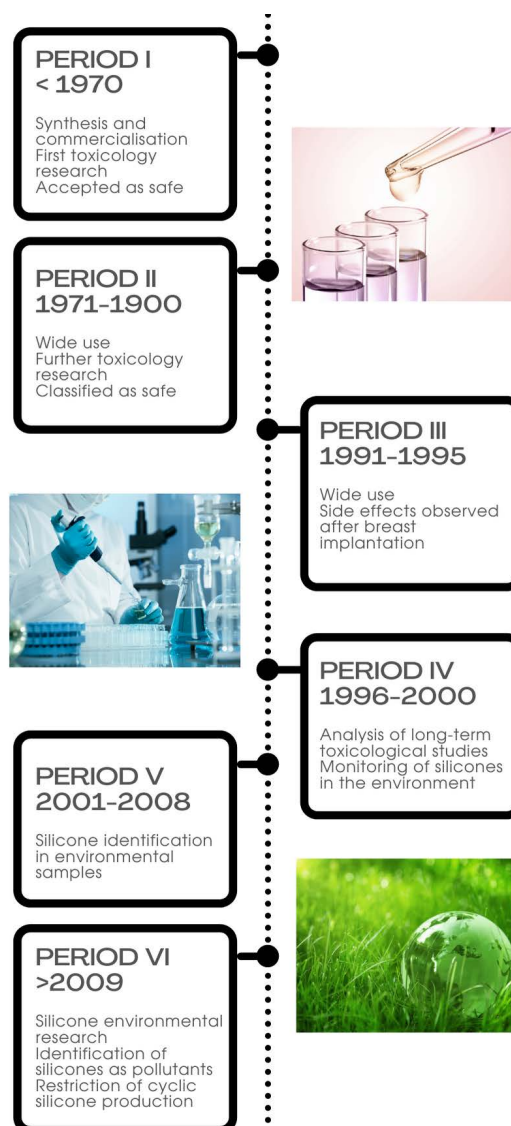 PERIOD I
< 1970
Synthesis and
commercialisation
First toxicology
research
Accepted as safe
PERIOD II
1971-1900
Wide use
Further toxicology
research
Classified as safe
PERIOD III
1991-1995
Wide use
Side effects observed
after breast
implantation
PERIOD IV
1996-2000
Analysis of long-term
toxicological studies
Monitoring of silicones
in the environment
PERIOD V
2001-2008
Silicone identification
in environmental
samples
PERIOD VI
>2009
Silicone environmental
research
Identification of
silicones as pollutants
Restriction of cyclic
silicone production